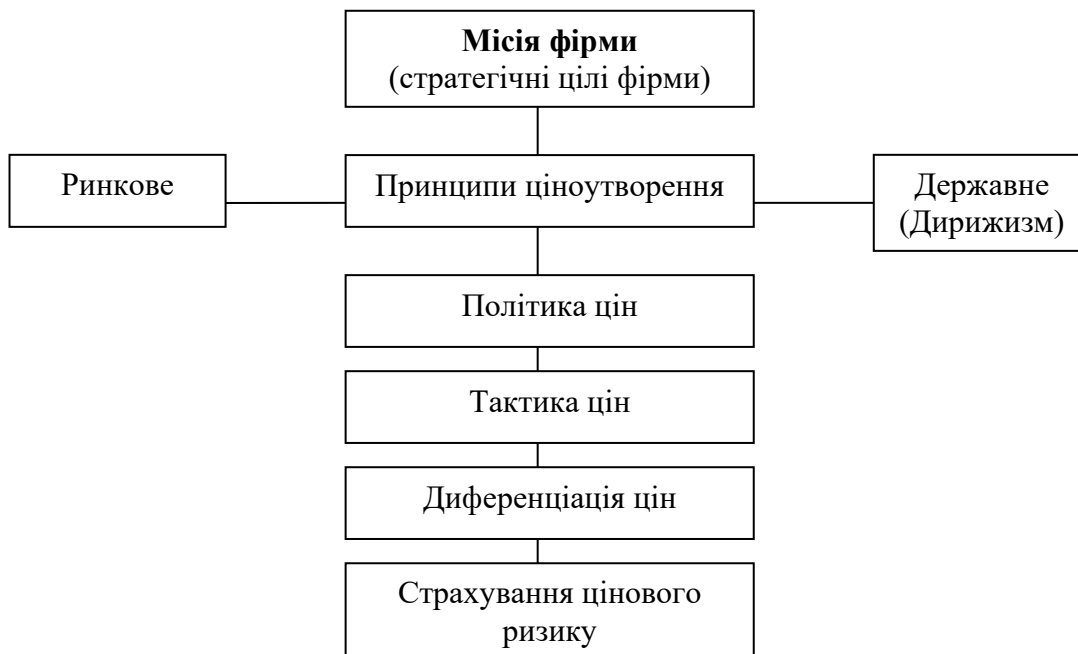 Місія фірми
(стратегічні цілі фірми)
Ринкове
Принципи ціноутворення
Державне
(Дирижизм)
Політика цін
Тактика цін
Диференціація цін
Страхування цінового
ризику